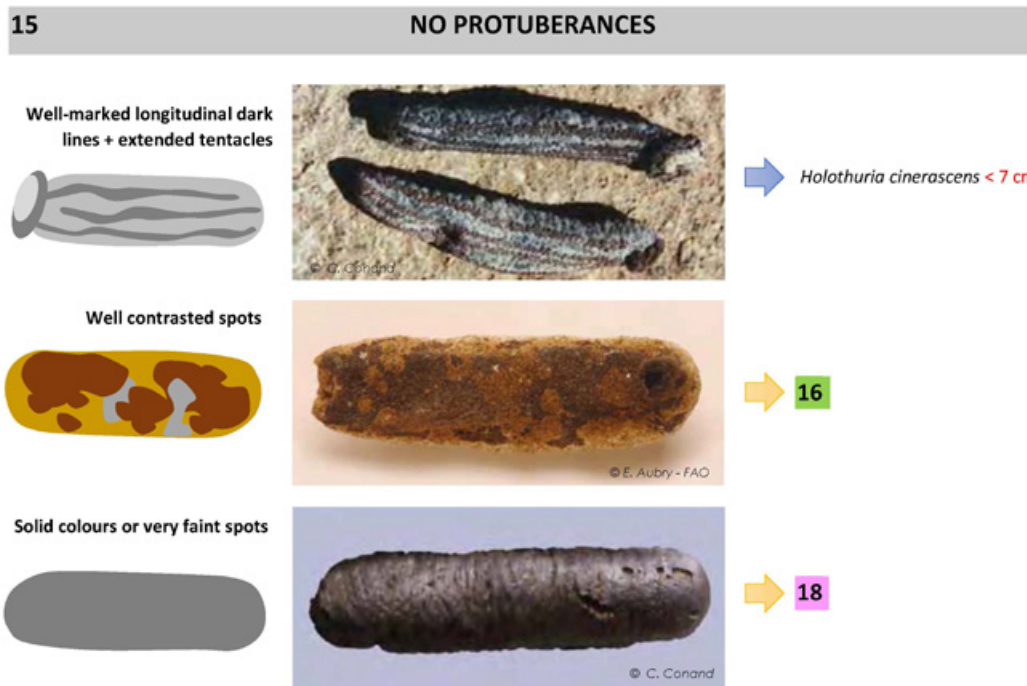 15 NO PROTUBERANCES
Well-marked longitudinal dark
lines + extended tentacles
© C. Conand
Holothuria cinerascens < 7 cm
Well contrasted spots
© E. Aubry - FAO
16
Solid colours or very faint spots
© C. Conand
18